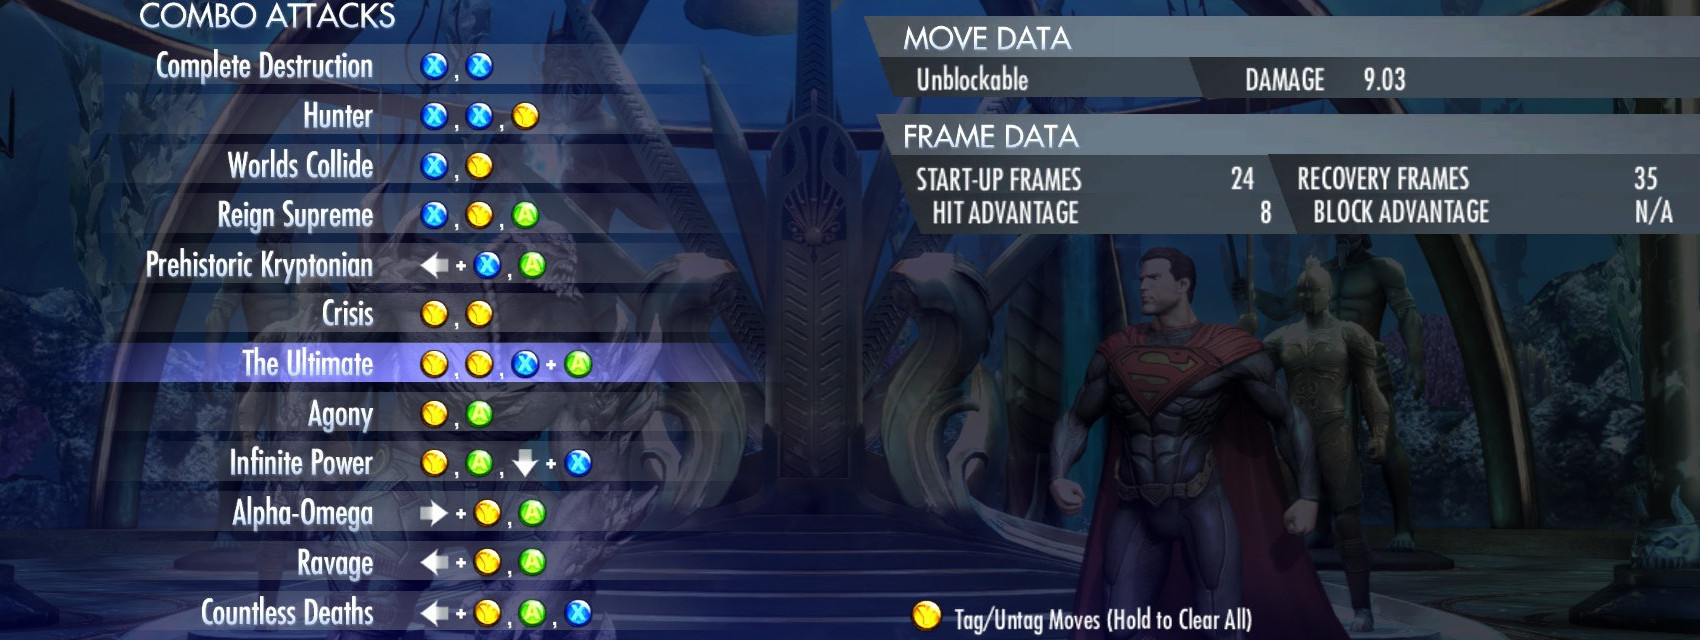 COMBO ATTACKS
Complete Destruction X , X
Hunter X , X , Y
Worlds Collide X , Y
Reign Supreme X , Y A
Prehistoric Kryptonian + X , A
Crisis Y , Y
The Ultimate Y , Y , X + A
Agony Y , A
Infinite Power Y , A , + X
Alpha-Omega + Y , A
Ravage + Y , A
Countless Deaths + Y , A , X
MOVE DATA
Unblockable DAMAGE 9.03
FRAME DATA
START-UP FRAMES 24 RECOVERY FRAMES 35
HIT ADVANTAGE 8 BLOCK ADVANTAGE N/A
Y Tag/Untag Moves (Hold to Clear All)